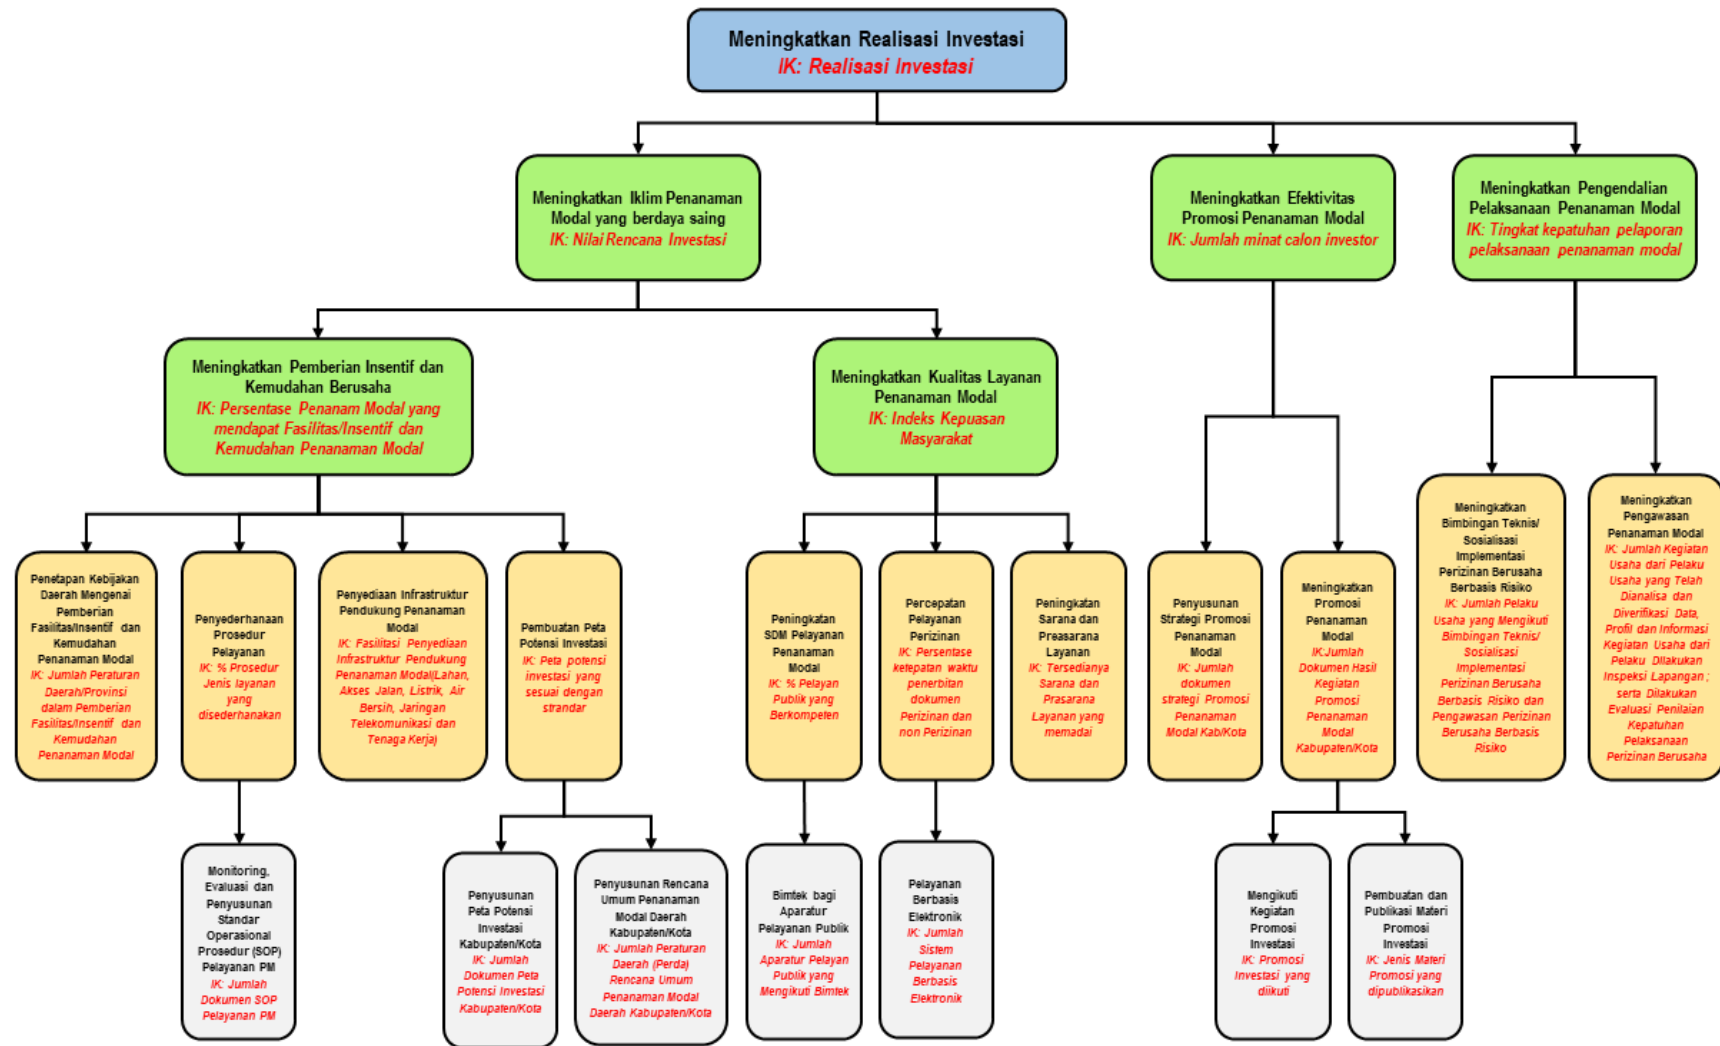 Meningkatkan Realisasi Investasi
IK: Realisasi Investasi
Meningkatkan Iklim Penanaman
Modal yang berdaya saing
IK: Nilai Rencana Investasi
Meningkatkan Efektivitas
Promosi Penanaman Modal
IK: Jumlah minat calon investor
Meningkatkan Pengendalian
Pelaksanaan Penanaman Modal
IK: Tingkat kepatuhan pelaporan
pelaksanaan penanaman modal
Meningkatkan Pemberian Insentif dan
Kemudahan Berusaha
IK: Persentase Penanam Modal yang
mendapat Fasilitas/Insentif dan
Kemudahan Penanaman Modal
Meningkatkan Kualitas Layanan
Penanaman Modal
IK: Indeks Kepuasan
Masyarakat
Penetapan Kebijakan
Daerah Mengenai
Pemberian
Fasilitas/Insentif dan
Kemudahan
Penanaman Modal
IK: Jumlah Peraturan
Daerah/Provinsi
dalam Pemberian
Fasilitas/Insentif dan
Kemudahan
Penanaman Modal
Penyederhanaan
Prosedur
Pelayanan
IK: % Prosedur
Jenis layanan
yang
disederhanakan
Penyediaan Infrastruktur
Pendukung Penanaman
Modal
IK: Fasilitasi Penyediaan
Infrastruktur Pendukung
Penanaman Modal(Lahan,
Akses Jalan, Listrik, Air
Bersih, Jaringan
Telekomunikasi dan
Tenaga Kerja)
Pembuatan Peta
Potensi Investasi
IK: Peta potensi
investasi yang
sesuai dengan
strandar
Peningkatan
SDM Pelayanan
Penanaman
Modal
IK: % Pelayan
Publik yang
Berkompeten
Percepatan
Pelayanan
Perizinan
IK: Persentase
ketepatan waktu
penerbitan
dokumen
Perizinan dan
non Perizinan
Peningkatan
Sarana dan
Preasarana
Layanan
IK: Tersedianya
Sarana dan
Prasarana
Layanan yang
memadai
Penyusunan
Strategi Promosi
Penanaman
Modal
IK: Jumlah
dokumen
strategi Promosi
Penanaman
Modal Kab/Kota
Meningkatkan
Promosi
Penanaman
Modal
IK:Jumlah
Dokumen Hasil
Kegiatan
Promosi
Penanaman
Modal
Kabupaten/Kota
Meningkatkan
Bimbingan Teknis/
Sosialisasi
Implementasi
Perizinan Berusaha
Berbasis Risiko
IK: Jumlah Pelaku
Usaha yang Mengikuti
Bimbingan Teknis/
Sosialisasi
Implementasi
Perizinan Berusaha
Berbasis Risiko dan
Pengawasan Perizinan
Berusaha Berbasis
Risiko
Meningkatkan
Pengawasan
Penanaman Modal
IK: Jumlah Kegiatan
Usaha dari Pelaku
Usaha yang Telah
Dianalisa dan
Diverifikasi Data,
Profil dan Informasi
Kegiatan Usaha dari
Pelaku Dilakukan
Inspeksi Lapangan ;
serta Dilakukan
Evaluasi Penilaian
Kepatuhan
Pelaksanaan
Perizinan Berusaha
Monitoring,
Evaluasi dan
Penyusunan
Standar
Operasional
Prosedur (SOP)
Pelayanan PM
IK: Jumlah
Dokumen SOP
Pelayanan PM
Penyusunan
Peta Potensi
Investasi
Kabupaten/Kota
IK: Jumlah
Dokumen Peta
Potensi Investasi
Kabupaten/Kota
Penyusunan Rencana
Umum Penanaman
Modal Daerah
Kabupaten/Kota
IK: Jumlah Peraturan
Daerah (Perda)
Rencana Umum
Penanaman Modal
Daerah Kabupaten/Kota
Bimtek bagi
Aparatur
Pelayanan Publik
IK: Jumlah
Aparatur Pelayan
Publik yang
Mengikuti Bimtek
Pelayanan
Berbasis
Elektronik
IK: Jumlah
Sistem
Pelayanan
Berbasis
Elektronik
Mengikuti
Kegiatan
Promosi
Investasi
IK: Promosi
Investasi yang
diikuti
Pembuatan dan
Publikasi Materi
Promosi
Investasi
IK: Jenis Materi
Promosi yang
dipublikasikan